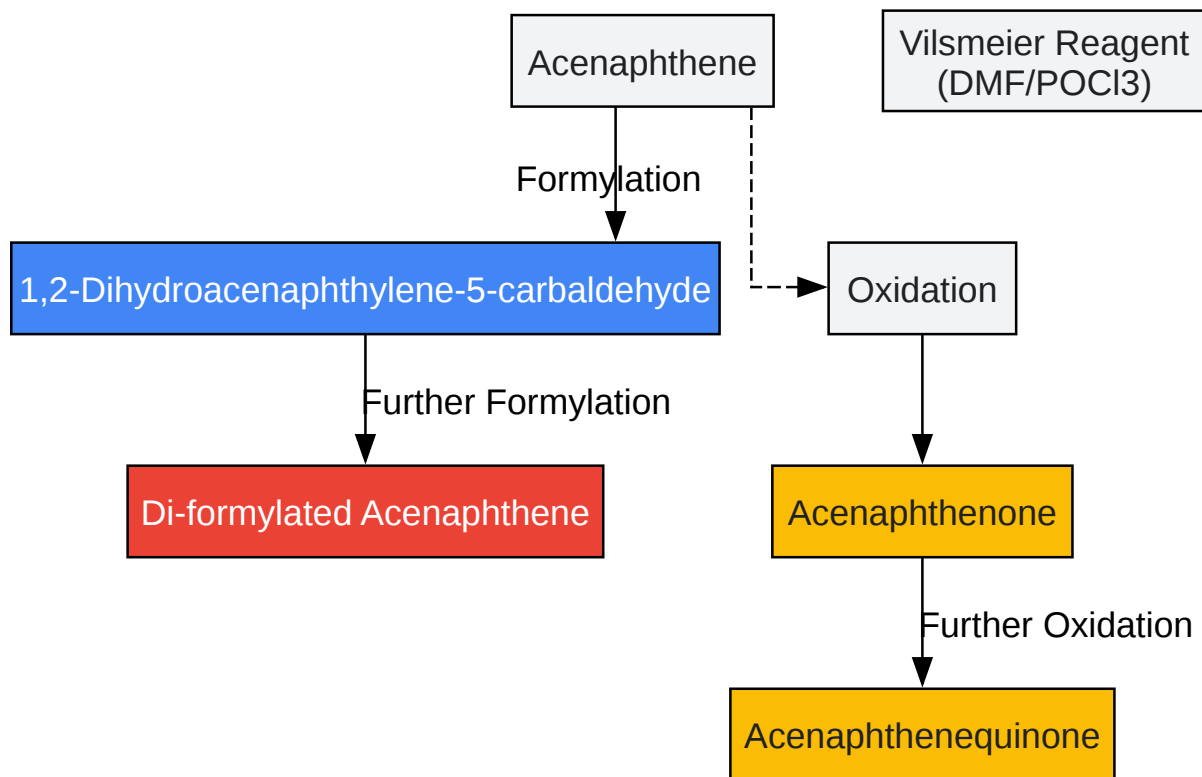 Acenaphthene
Vilsmeier Reagent
(DMF/POCl3)
Formylation
1,2-Dihydroacenaphthylene-5-carbaldehyde
Oxidation
Further Formylation
Di-formylated Acenaphthene
Acenaphthenone
Further Oxidation
Acenaphthenequinone